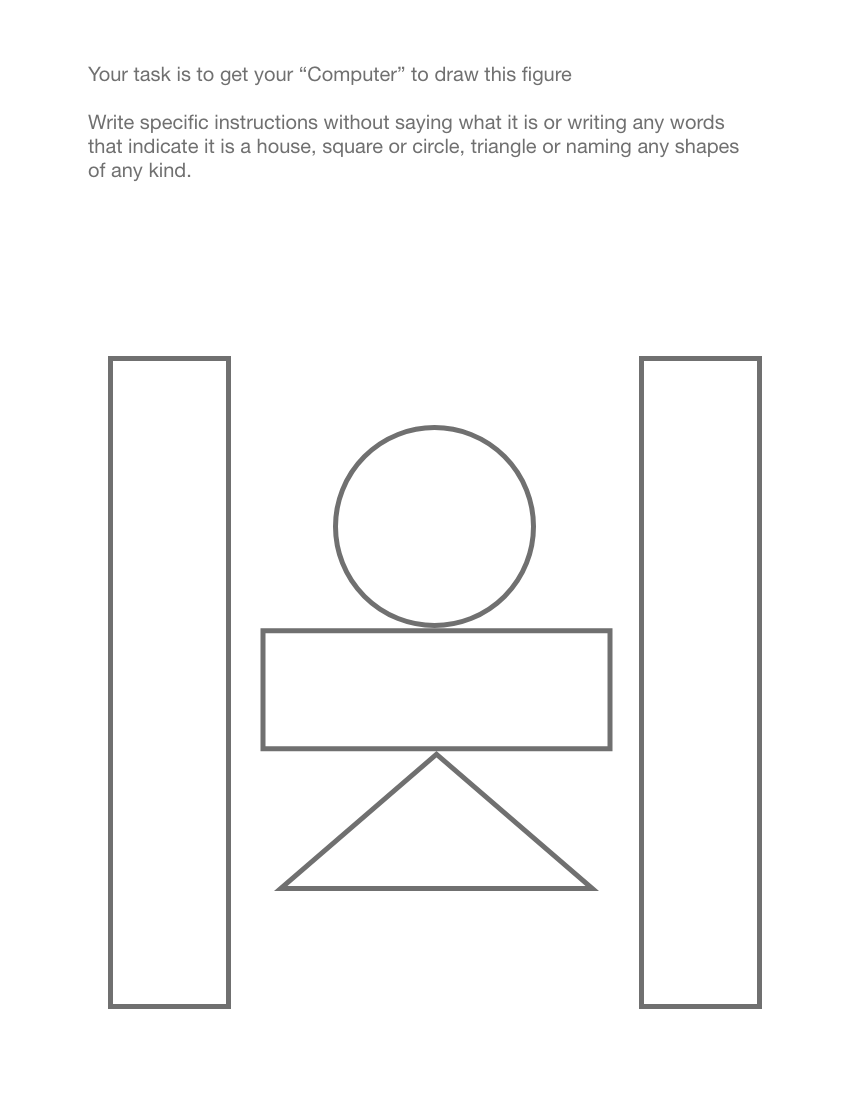 Your task is to get your “Computer” to draw this figure
Write specific instructions without saying what it is or writing any words
that indicate it is a house, square or circle, triangle or naming any shapes
of any kind.